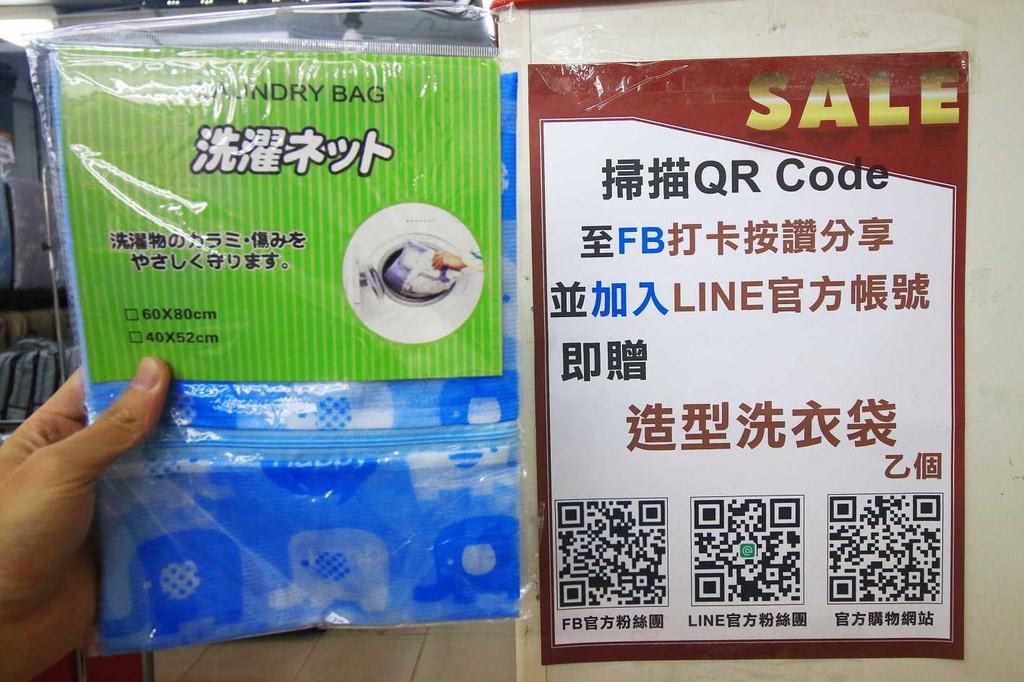 LAUNDRY BAG
洗濯ネット
洗濯物のカラミ・傷みを
やさしく守ります。
60X80cm
40X52cm
SALE
掃描QR Code
至FB打卡按讚分享
並加入LINE官方帳號
即贈
造型洗衣袋
乙個
FB官方粉絲團
LINE官方粉絲團
官方購物網站